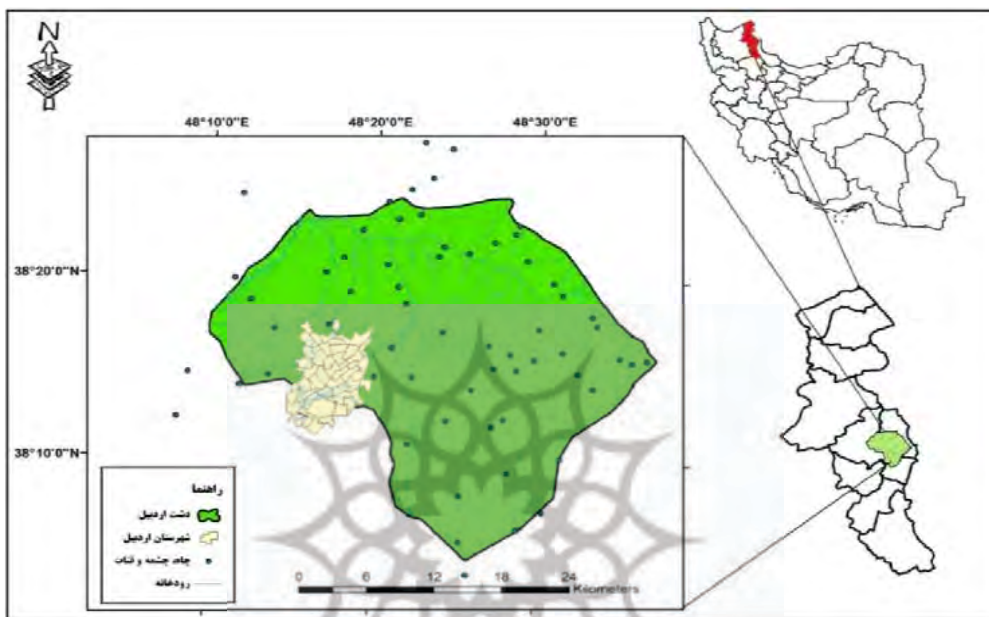 N
48°10'0"E 48°20'0"E 48°30'0"E
38°20'0"N
38°10'0"N
راهنما
دشت اردبیل
شهرستان اردبیل
چاه، چشمه و قنات
رودخانه
0 6 12 18 24
Kilometers